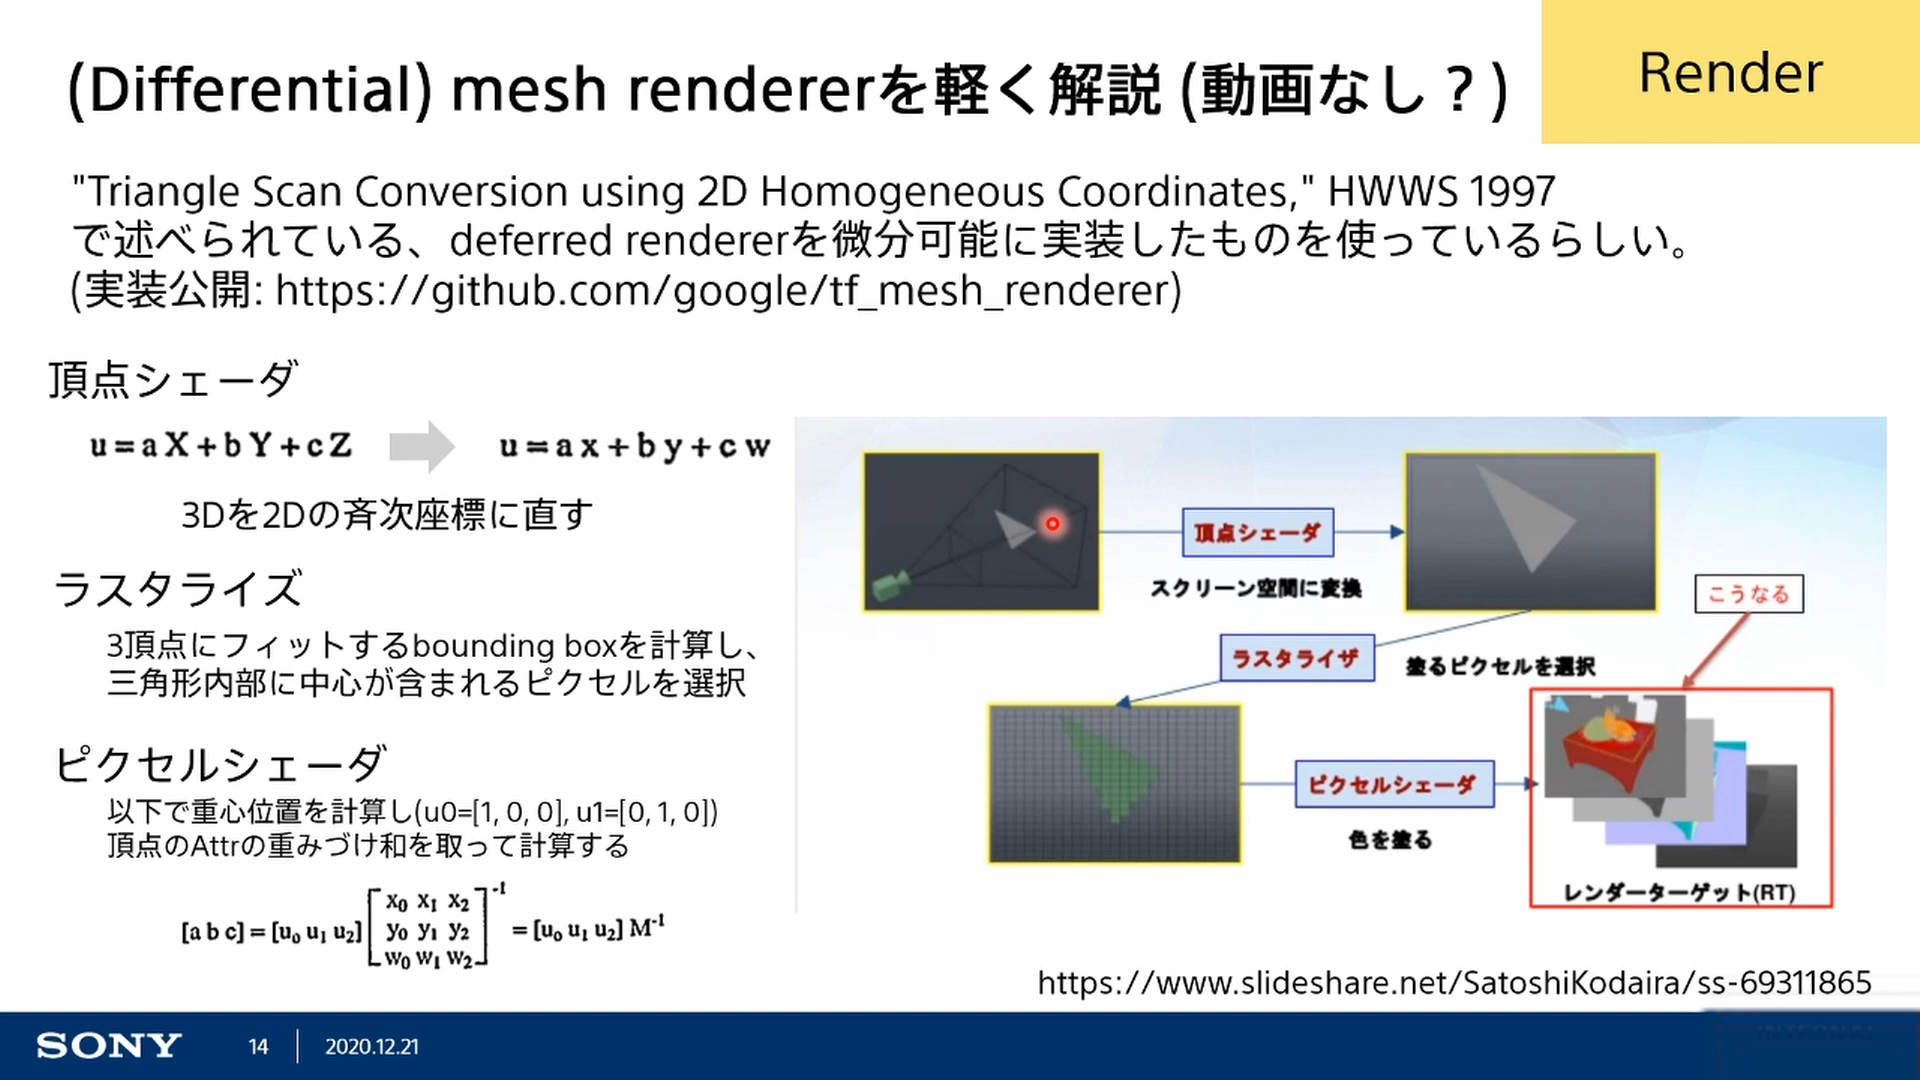 (Differential) mesh rendererを軽く解説 (動画なし？)
Render
"Triangle Scan Conversion using 2D Homogeneous Coordinates," HWWS 1997
で述べられている、deferred rendererを微分可能に実装したものを使っているらしい。
(実装公開: https://github.com/google/tf_mesh_renderer)
頂点シェーダ
u=aX+bY+cZ
u=ax+by+cw
3Dを2Dの斉次座標に直す
ラスタライズ
3頂点にフィットするbounding boxを計算し、
三角形内部に中心が含まれるピクセルを選択
ピクセルシェーダ
以下で重心位置を計算し(u0=[1, 0, 0], u1=[0, 1, 0])
頂点のAttrの重みづけ和を取って計算する
[a b c] = [u₀ u₁ u₂] [x₀ x₁ x₂
y₀ y₁ y₂
w₀ w₁ w₂]⁻¹ = [u₀ u₁ u₂] M⁻¹
頂点シェーダ
スクリーン空間に変換
こうなる
ラスタライザ
塗るピクセルを選択
ピクセルシェーダ
色を塗る
レンダーターゲット(RT)
https://www.slideshare.net/SatoshiKodaira/ss-69311865
SONY
14
2020.12.21